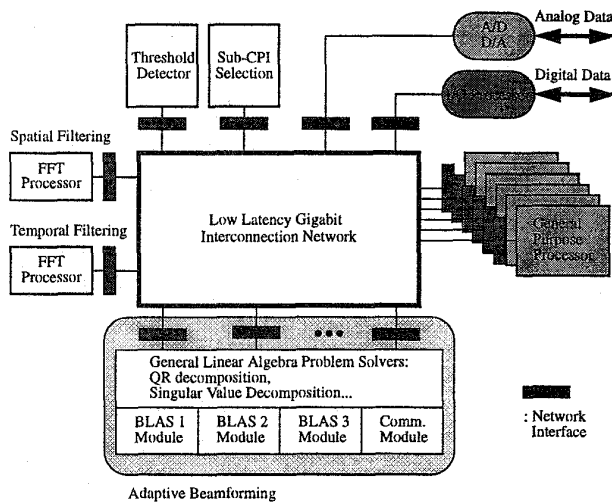 Threshold
Detector
Sub-CPI
Selection
A/D
D/A
Analog Data
Digital Data
Spatial Filtering
FFT
Processor
Temporal Filtering
FFT
Processor
Low Latency Gigabit
Interconnection Network
General
Purpose
Processor
General Linear Algebra Problem Solvers:
QR decomposition,
Singular Value Decomposition...
BLAS 1
Module
BLAS 2
Module
BLAS 3
Module
Comm.
Module
: Network
Interface
Adaptive Beamforming